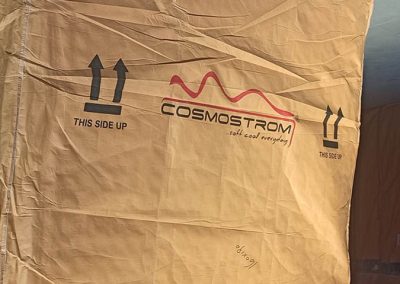 THIS SIDE UP
COSMOSTROM
..soft cool everyday
THIS SIDE UP